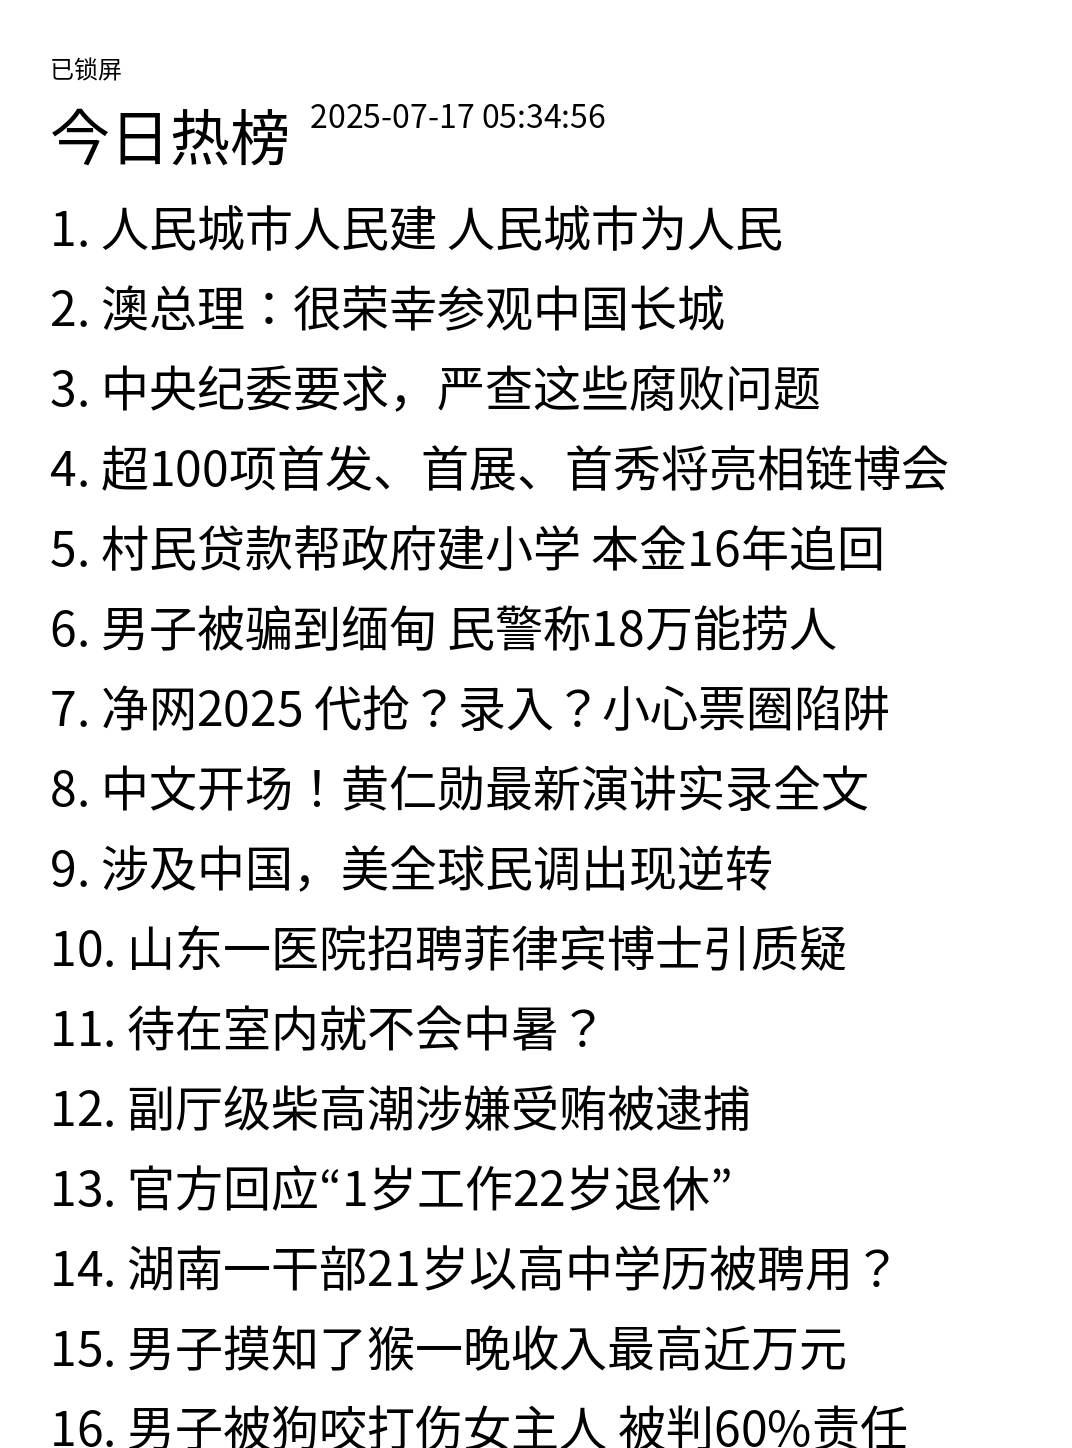 已锁屏
今日热榜 2025-07-17 05:34:56
1. 人民城市人民建 人民城市为人民
2. 澳总理：很荣幸参观中国长城
3. 中央纪委要求，严查这些腐败问题
4. 超100项首发、首展、首秀将亮相链博会
5. 村民贷款帮政府建小学 本金16年追回
6. 男子被骗到缅甸 民警称18万能捞人
7. 净网2025 代抢？录入？小心票圈陷阱
8. 中文开场！黄仁勋最新演讲实录全文
9. 涉及中国，美全球民调出现逆转
10. 山东一医院招聘菲律宾博士引质疑
11. 待在室内就不会中暑？
12. 副厅级柴高潮涉嫌受贿被逮捕
13. 官方回应“1岁工作22岁退休”
14. 湖南一干部21岁以高中学历被聘用？
15. 男子摸知了猴一晚收入最高近万元
16. 男子被狗咬打伤女主人 被判60%责任